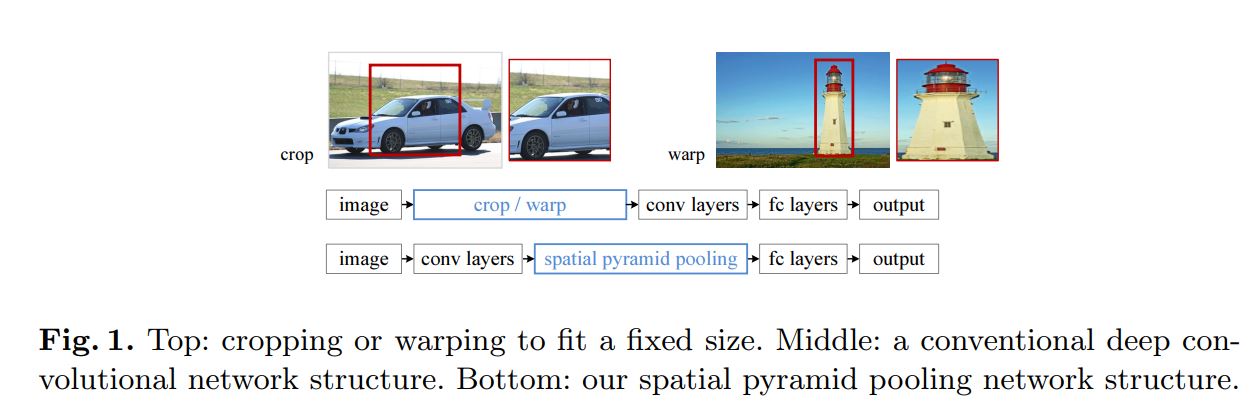 crop
warp
image crop / warp conv layers fc layers output
image conv layers spatial pyramid pooling fc layers output
Fig. 1. Top: cropping or warping to fit a fixed size. Middle: a conventional deep con-
volutional network structure. Bottom: our spatial pyramid pooling network structure.